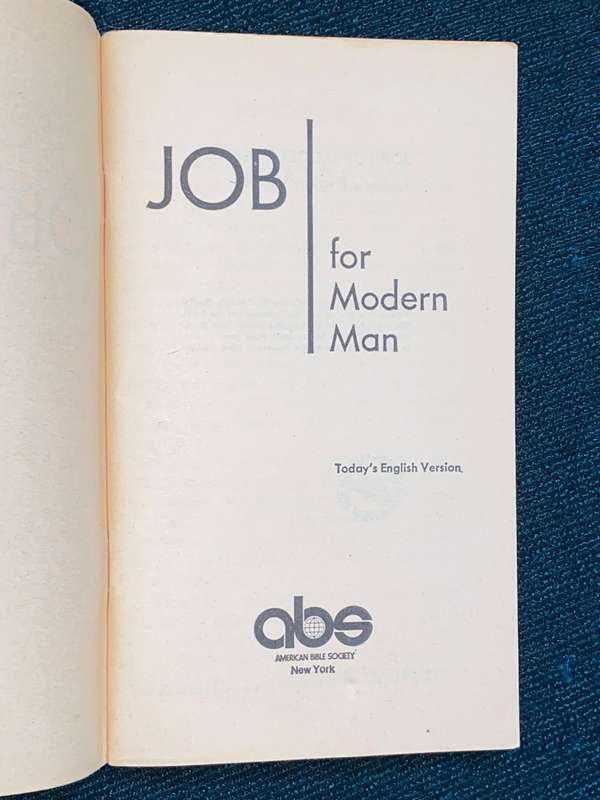 JOB
for
Modern
Man
Today's English Version
abs
AMERICAN BIBLE SOCIETY
New York